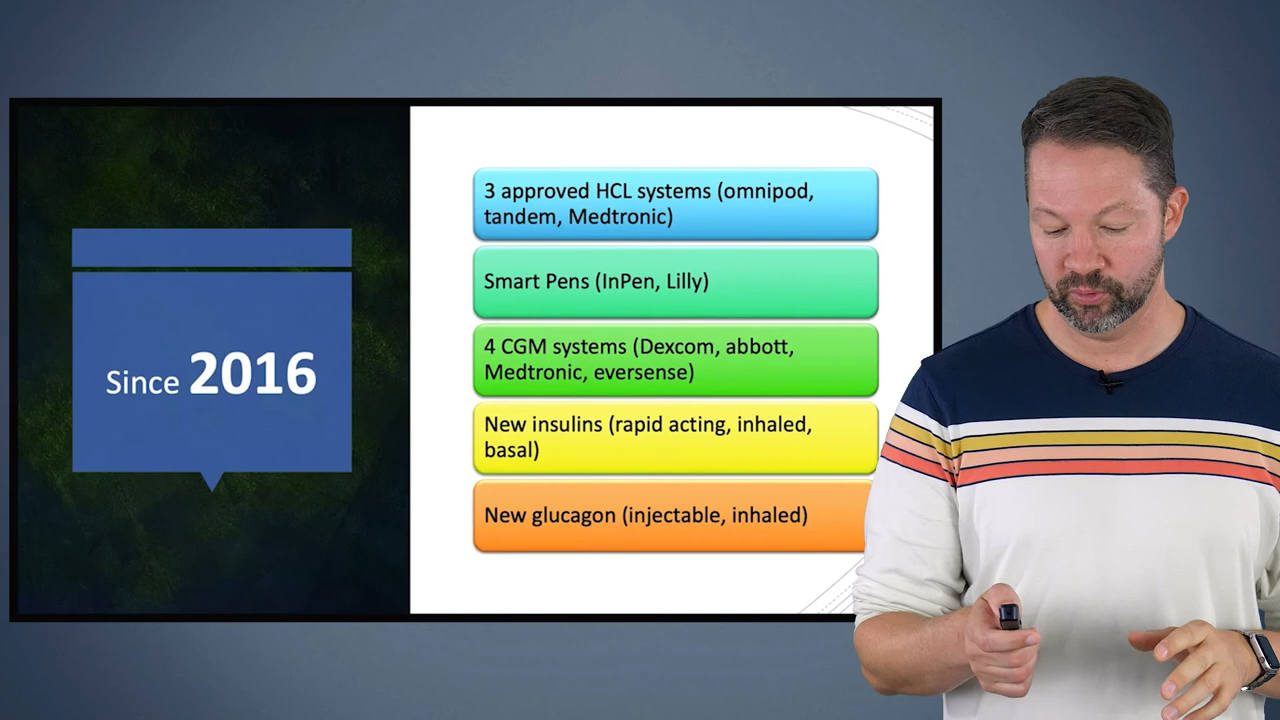 Since 2016
3 approved HCL systems (omnipod,
tandem, Medtronic)
Smart Pens (InPen, Lilly)
4 CGM systems (Dexcom, abbott,
Medtronic, eversense)
New insulins (rapid acting, inhaled,
basal)
New glucagon (injectable, inhaled)